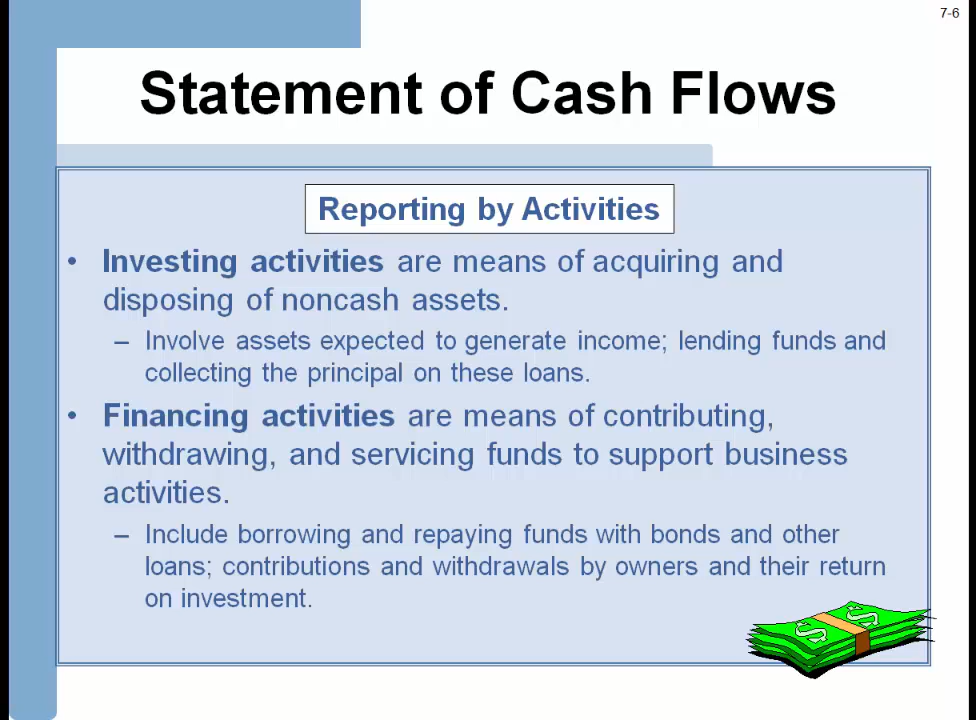 7-6
Statement of Cash Flows
Reporting by Activities
• Investing activities are means of acquiring and
disposing of noncash assets.
– Involve assets expected to generate income; lending funds and
collecting the principal on these loans.
• Financing activities are means of contributing,
withdrawing, and servicing funds to support business
activities.
– Include borrowing and repaying funds with bonds and other
loans; contributions and withdrawals by owners and their return
on investment.
$ $